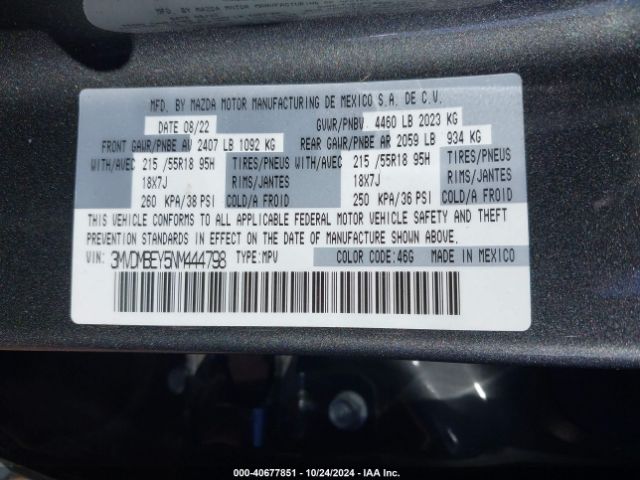 MFG. BY MAZDA MOTOR MANUFACTURING DE MEXICO S.A. DE C.V.
DATE 08/22 GVWR/PNBV 4460 LB 2023 KG
FRONT GAWR/PNBE AV 2407 LB 1092 KG REAR GAWR/PNBE AR 2059 LB 934 KG
WITH/AVEC 215 /55R18 95H TIRES/PNEUS WITH/AVEC 215 /55R18 95H TIRES/PNEUS
18X7J RIMS/JANTES 18X7J RIMS/JANTES
260 KPA/38 PSI COLD/A FROID 250 KPA/36 PSI COLD/A FROID
THIS VEHICLE CONFORMS TO ALL APPLICABLE FEDERAL MOTOR VEHICLE SAFETY AND THEFT
PREVENTION STANDARDS IN EFFECT ON THE DATE OF MANUFACTURE SHOWN ABOVE.
VIN: 3MVDMBEY5NM444798 TYPE:MPV COLOR CODE:46G MADE IN MEXICO
000-40677851 - 10/24/2024 - IAAI.com